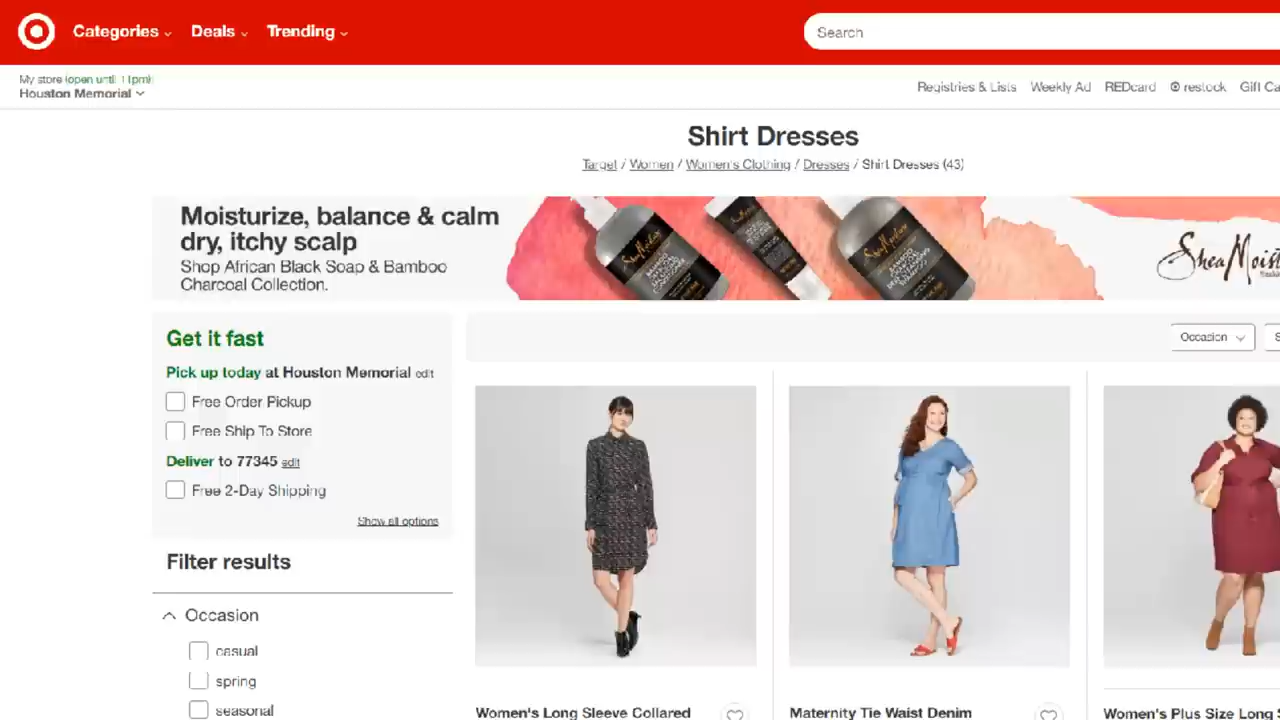 Categories
Deals
Trending
Search
My store (open until 11pm)
Houston Memorial
Registries & Lists
Weekly Ad
REDcard
restock
Gift Ca
Shirt Dresses
Target / Women / Women's Clothing / Dresses / Shirt Dresses (43)
Moisturize, balance & calm
dry, itchy scalp
Shop African Black Soap & Bamboo
Charcoal Collection.
SheaMoist
Get it fast
Pick up today at Houston Memorial edit
Free Order Pickup
Free Ship To Store
Deliver to 77345 edit
Free 2-Day Shipping
Show all options
Occasion
S
Filter results
Occasion
casual
spring
seasonal
Women's Long Sleeve Collared
Maternity Tie Waist Denim
Women's Plus Size Long S